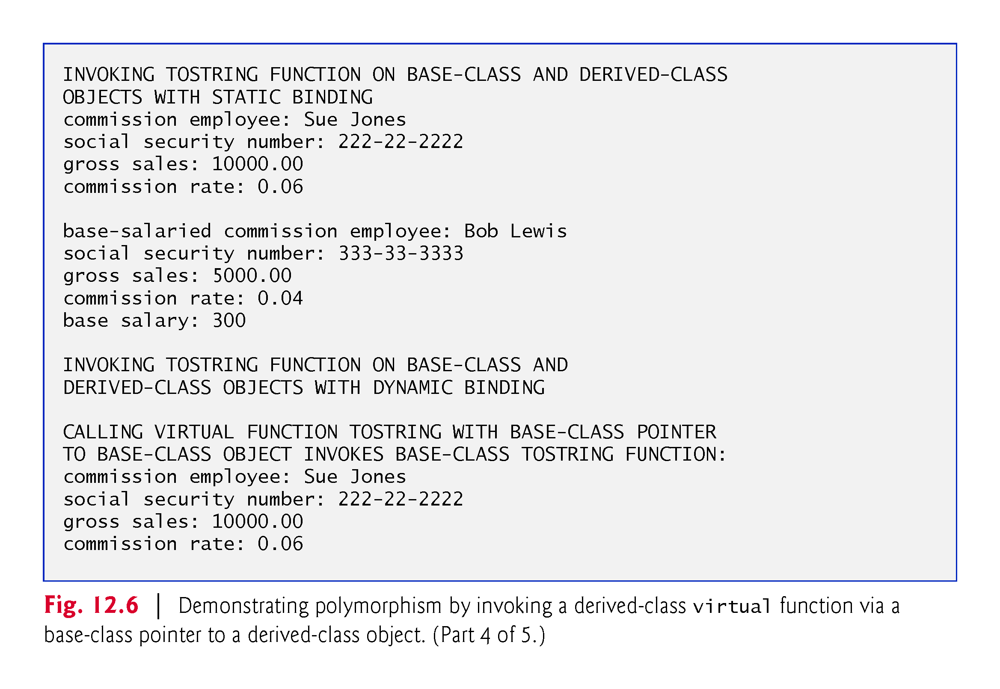 INVOKING TOSTRING FUNCTION ON BASE-CLASS AND DERIVED-CLASS
OBJECTS WITH STATIC BINDING
commission employee: Sue Jones
social security number: 222-22-2222
gross sales: 10000.00
commission rate: 0.06
base-salaried commission employee: Bob Lewis
social security number: 333-33-3333
gross sales: 5000.00
commission rate: 0.04
base salary: 300
INVOKING TOSTRING FUNCTION ON BASE-CLASS AND
DERIVED-CLASS OBJECTS WITH DYNAMIC BINDING
CALLING VIRTUAL FUNCTION TOSTRING WITH BASE-CLASS POINTER
TO BASE-CLASS OBJECT INVOKES BASE-CLASS TOSTRING FUNCTION:
commission employee: Sue Jones
social security number: 222-22-2222
gross sales: 10000.00
commission rate: 0.06
Fig. 12.6 | Demonstrating polymorphism by invoking a derived-class virtual function via a
base-class pointer to a derived-class object. (Part 4 of 5.)